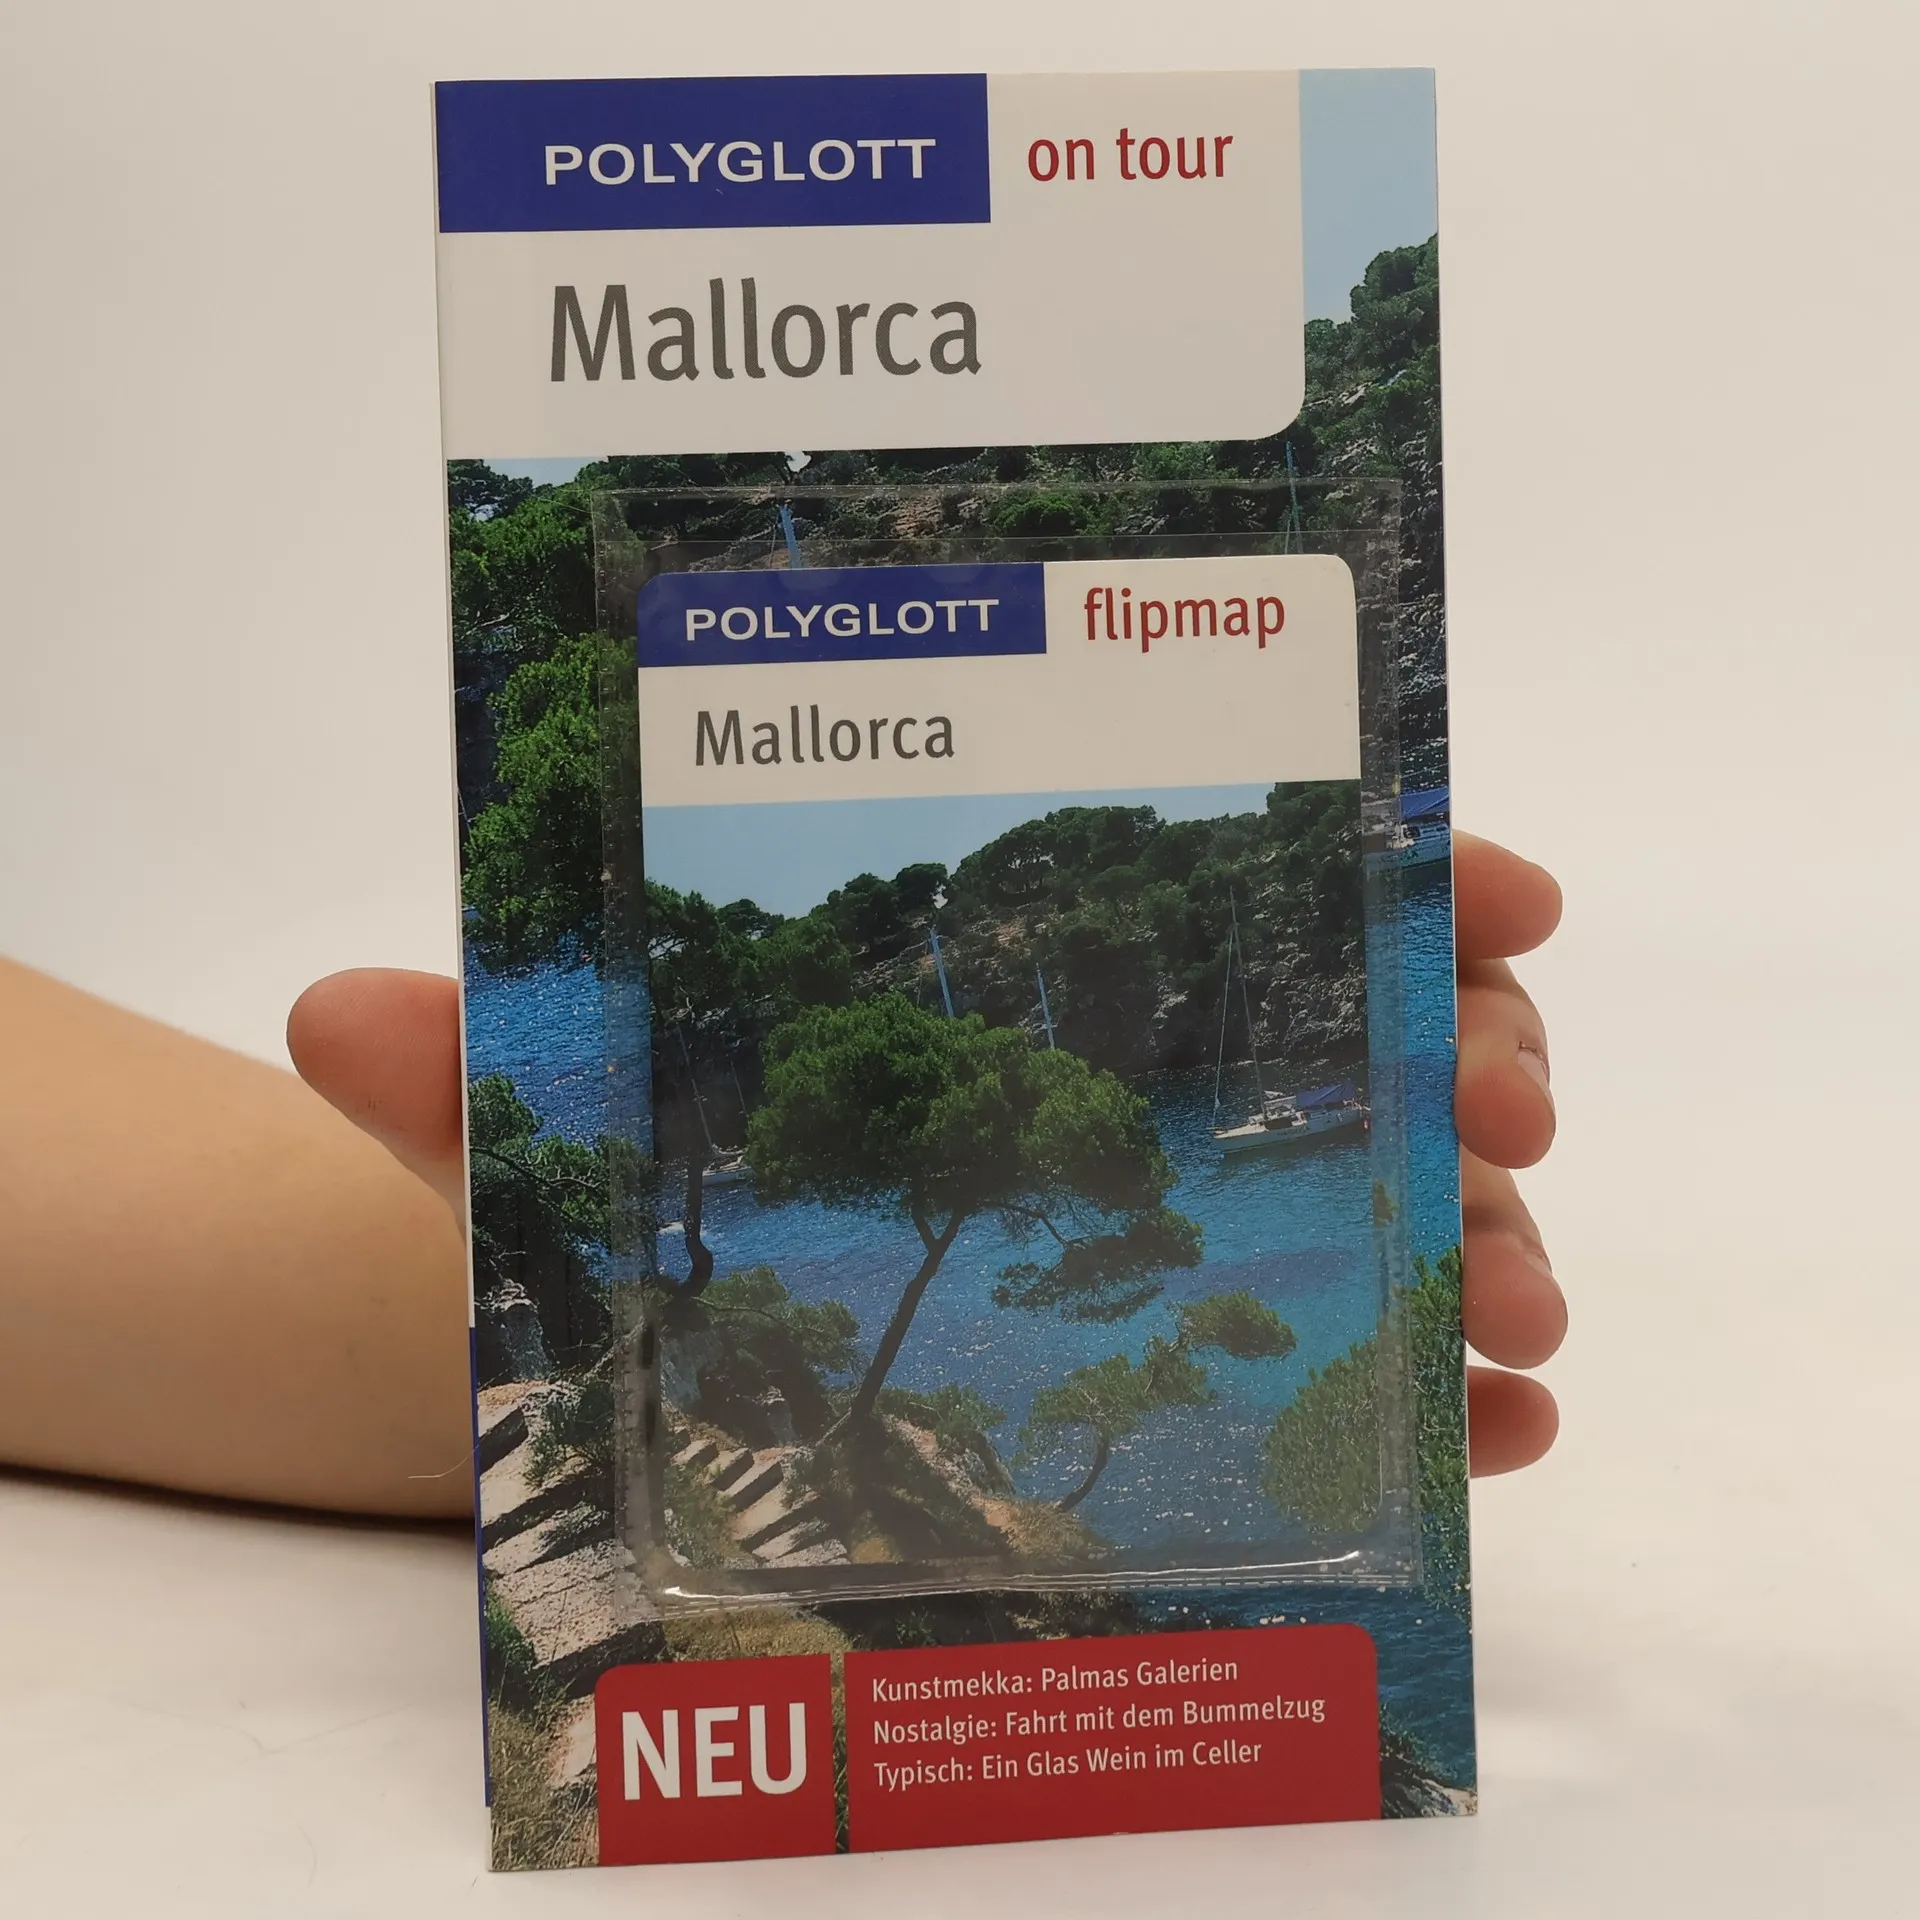 POLYGLOTT on tour
Mallorca
POLYGLOTT flipmap
Mallorca
NEU
Kunstmekka: Palmas Galerien
Nostalgie: Fahrt mit dem Bummelzug
Typisch: Ein Glas Wein im Celler